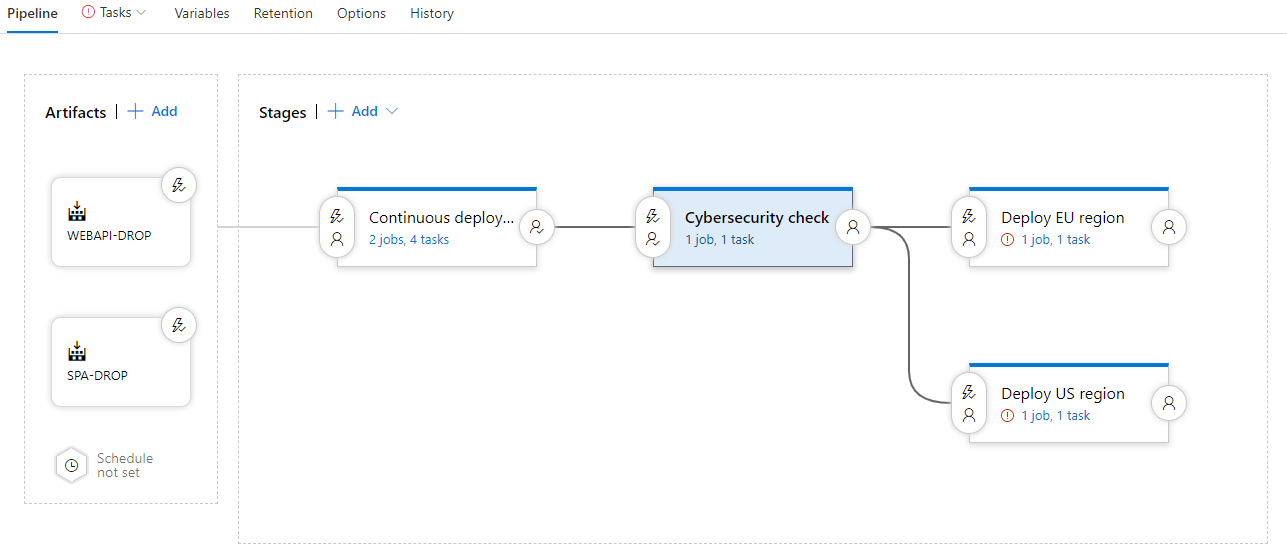 Pipeline Tasks Variables Retention Options History
Artifacts | Add
WEBAPI-DROP
SPA-DROP
Schedule
not set
Stages | Add
Continuous deploy...
2 jobs, 4 tasks
Cybersecurity check
1 job, 1 task
Deploy EU region
1 job, 1 task
Deploy US region
1 job, 1 task